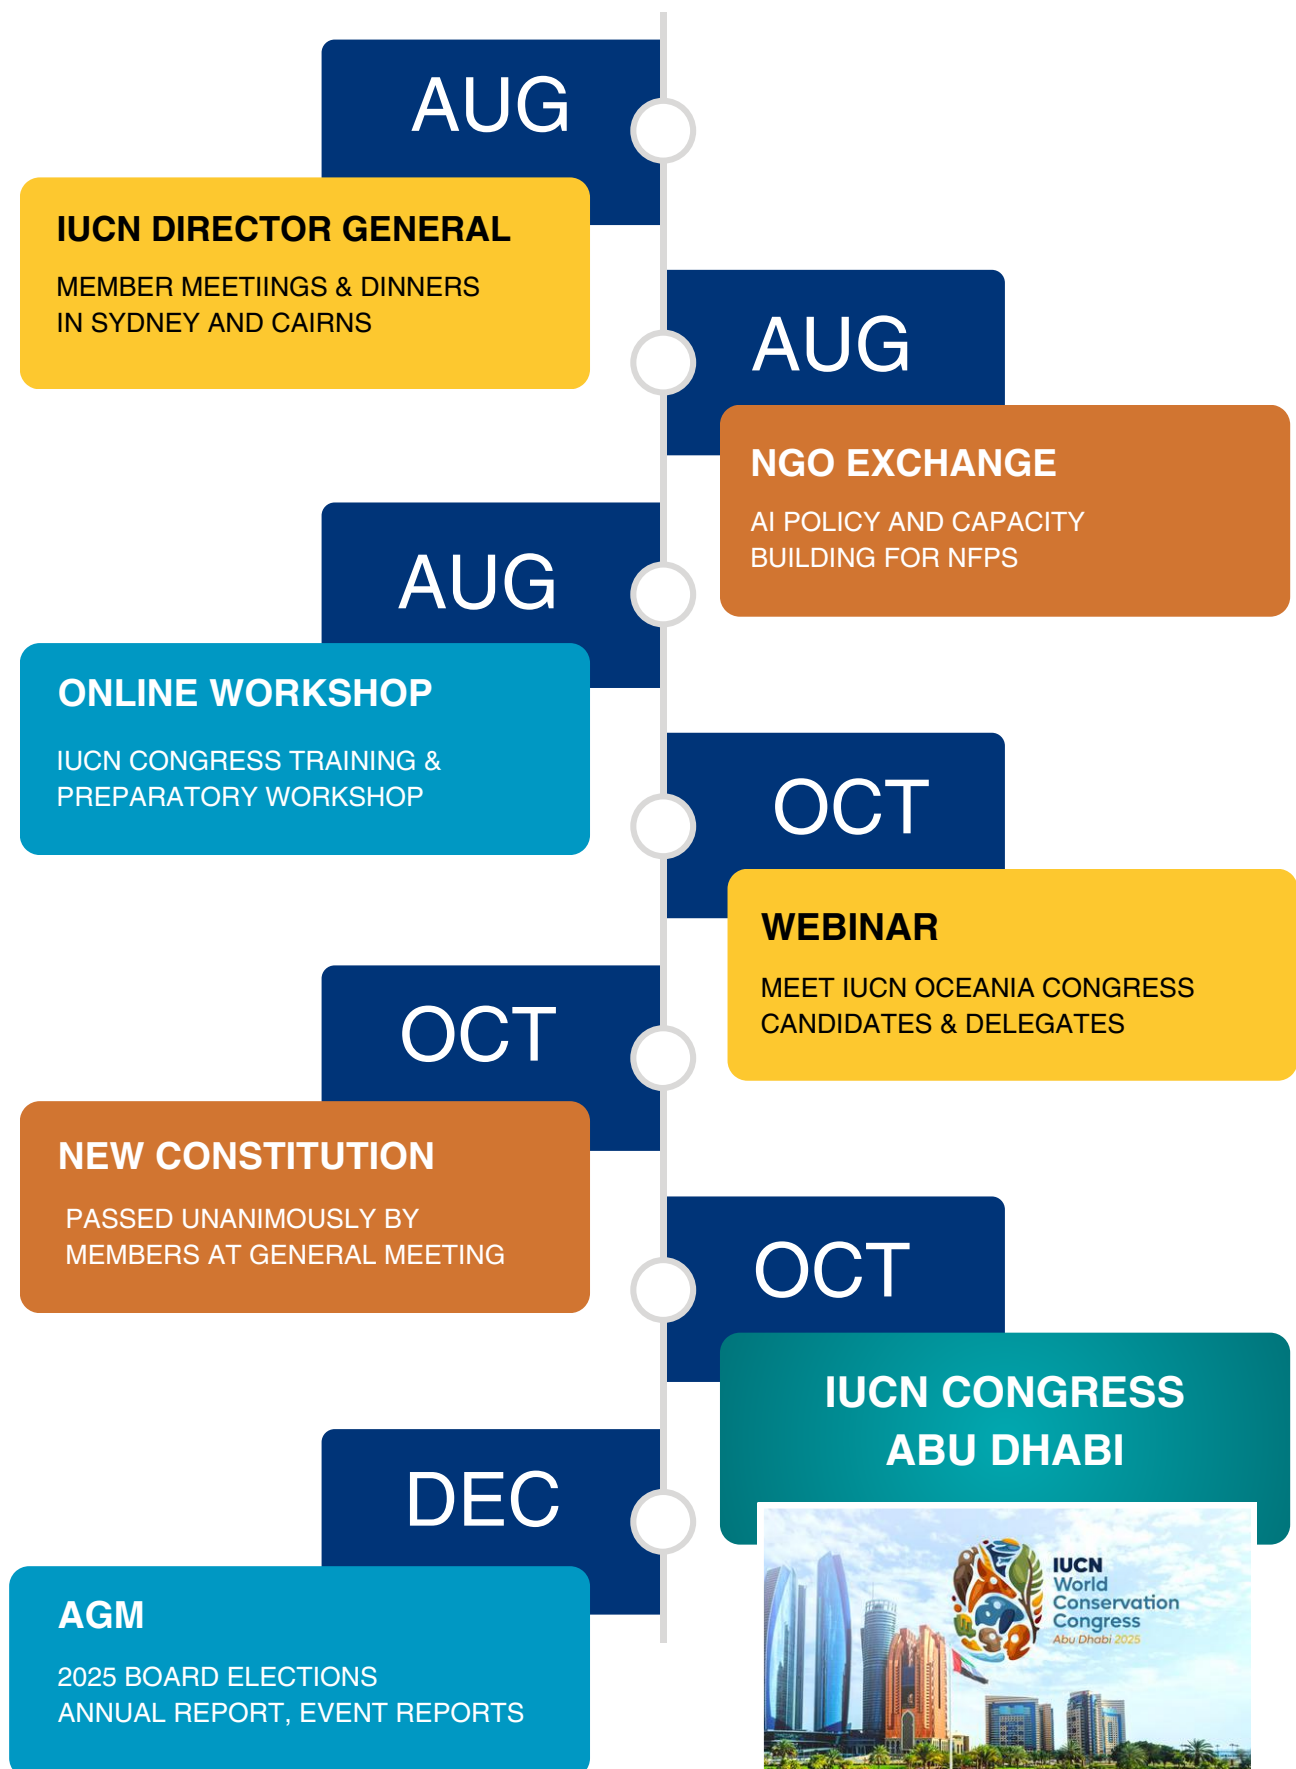 AUG
IUCN DIRECTOR GENERAL
MEMBER MEETIINGS & DINNERS
IN SYDNEY AND CAIRNS
AUG
NGO EXCHANGE
AI POLICY AND CAPACITY
BUILDING FOR NFPS
AUG
ONLINE WORKSHOP
IUCN CONGRESS TRAINING &
PREPARATORY WORKSHOP
OCT
WEBINAR
MEET IUCN OCEANIA CONGRESS
CANDIDATES & DELEGATES
OCT
NEW CONSTITUTION
PASSED UNANIMOUSLY BY
MEMBERS AT GENERAL MEETING
OCT
IUCN CONGRESS
ABU DHABI
IUCN
World
Conservation
Congress
Abu Dhabi 2025
DEC
AGM
2025 BOARD ELECTIONS
ANNUAL REPORT, EVENT REPORTS